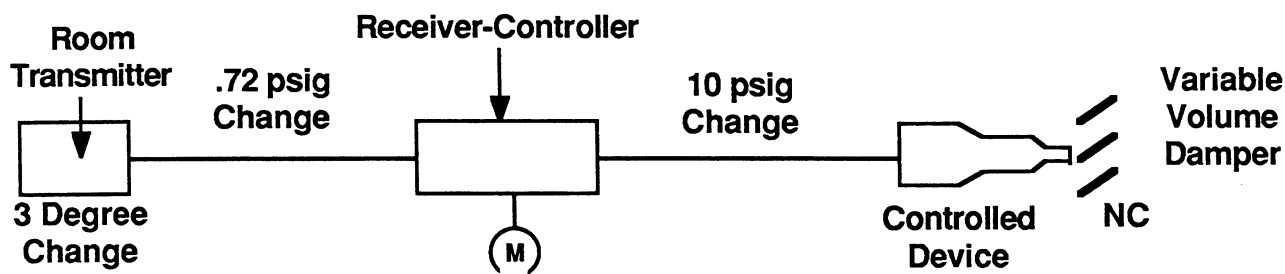 Room
Transmitter
.72 psig
Change
Receiver-Controller
10 psig
Change
Variable
Volume
Damper
3 Degree
Change
M
Controlled
Device
NC